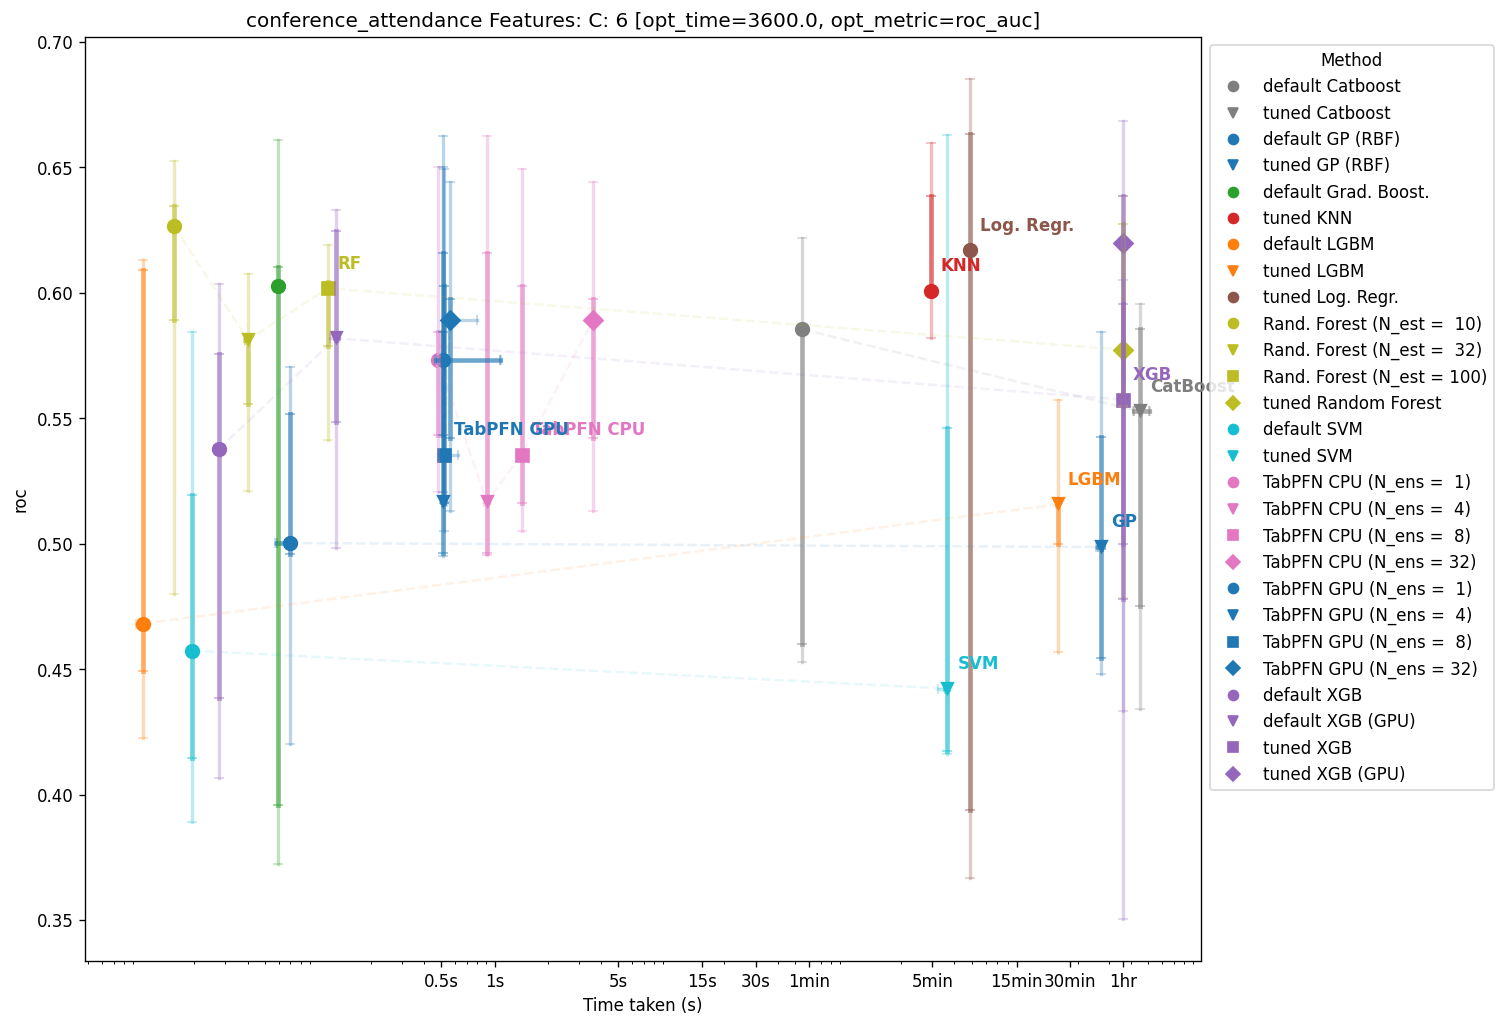 conference_attendance Features: C: 6 [opt_time=3600.0, opt_metric=roc_auc]
0.70
0.65
0.60
0.55
0.50
0.45
0.40
0.35
roc
RF
TabPFN GPU
TabPFN CPU
Log. Regr.
KNN
XGB
CatBoost
LGBM
GP
SVM
0.5s 1s 5s 15s 30s 1min 5min 15min 30min 1hr
Time taken (s)
Method
default Catboost
tuned Catboost
default GP (RBF)
tuned GP (RBF)
default Grad. Boost.
tuned KNN
default LGBM
tuned LGBM
tuned Log. Regr.
Rand. Forest (N_est =  10)
Rand. Forest (N_est =  32)
Rand. Forest (N_est = 100)
tuned Random Forest
default SVM
tuned SVM
TabPFN CPU (N_ens =  1)
TabPFN CPU (N_ens =  4)
TabPFN CPU (N_ens =  8)
TabPFN CPU (N_ens = 32)
TabPFN GPU (N_ens =  1)
TabPFN GPU (N_ens =  4)
TabPFN GPU (N_ens =  8)
TabPFN GPU (N_ens = 32)
default XGB
default XGB (GPU)
tuned XGB
tuned XGB (GPU)